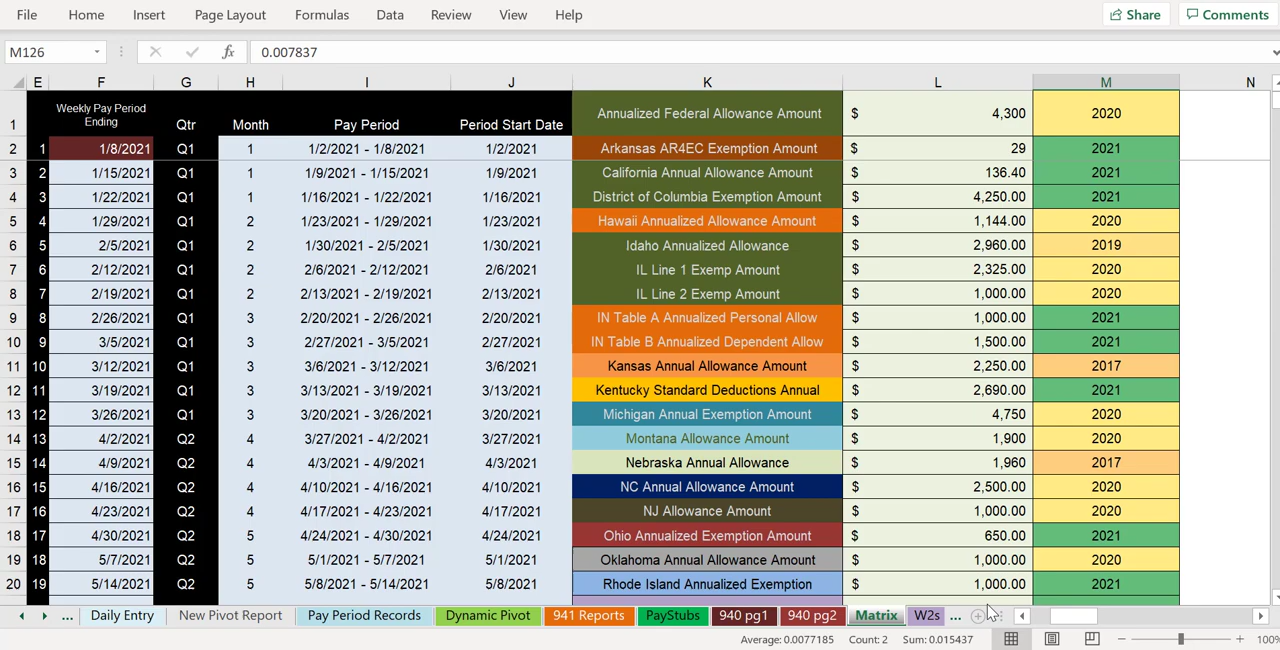 File Home Insert Page Layout Formulas Data Review View Help Share Comments
M126 fx 0.007837
E F G H I J K L M N
1 Weekly Pay Period Ending Qtr Month Pay Period Period Start Date Annualized Federal Allowance Amount $ 4,300 2020
2 1 1/8/2021 Q1 1 1/2/2021 - 1/8/2021 1/2/2021 Arkansas AR4EC Exemption Amount $ 29 2021
3 2 1/15/2021 Q1 1 1/9/2021 - 1/15/2021 1/9/2021 California Annual Allowance Amount $ 136.40 2021
4 3 1/22/2021 Q1 1 1/16/2021 - 1/22/2021 1/16/2021 District of Columbia Exemption Amount $ 4,250.00 2021
5 4 1/29/2021 Q1 2 1/23/2021 - 1/29/2021 1/23/2021 Hawaii Annualized Allowance Amount $ 1,144.00 2020
6 5 2/5/2021 Q1 2 1/30/2021 - 2/5/2021 1/30/2021 Idaho Annualized Allowance $ 2,960.00 2019
7 6 2/12/2021 Q1 2 2/6/2021 - 2/12/2021 2/6/2021 IL Line 1 Exemp Amount $ 2,325.00 2020
8 7 2/19/2021 Q1 2 2/13/2021 - 2/19/2021 2/13/2021 IL Line 2 Exemp Amount $ 1,000.00 2020
9 8 2/26/2021 Q1 3 2/20/2021 - 2/26/2021 2/20/2021 IN Table A Annualized Personal Allow $ 1,000.00 2021
10 9 3/5/2021 Q1 3 2/27/2021 - 3/5/2021 2/27/2021 IN Table B Annualized Dependent Allow $ 1,500.00 2021
11 10 3/12/2021 Q1 3 3/6/2021 - 3/12/2021 3/6/2021 Kansas Annual Allowance Amount $ 2,250.00 2017
12 11 3/19/2021 Q1 3 3/13/2021 - 3/19/2021 3/13/2021 Kentucky Standard Deductions Annual $ 2,690.00 2021
13 12 3/26/2021 Q1 3 3/20/2021 - 3/26/2021 3/20/2021 Michigan Annual Exemption Amount $ 4,750 2020
14 13 4/2/2021 Q2 4 3/27/2021 - 4/2/2021 3/27/2021 Montana Allowance Amount $ 1,900 2020
15 14 4/9/2021 Q2 4 4/3/2021 - 4/9/2021 4/3/2021 Nebraska Annual Allowance $ 1,960 2017
16 15 4/16/2021 Q2 4 4/10/2021 - 4/16/2021 4/10/2021 NC Annual Allowance Amount $ 2,500.00 2020
17 16 4/23/2021 Q2 4 4/17/2021 - 4/23/2021 4/17/2021 NJ Allowance Amount $ 1,000.00 2020
18 17 4/30/2021 Q2 5 4/24/2021 - 4/30/2021 4/24/2021 Ohio Annualized Exemption Amount $ 650.00 2021
19 18 5/7/2021 Q2 5 5/1/2021 - 5/7/2021 5/1/2021 Oklahoma Annual Allowance Amount $ 1,000.00 2020
20 19 5/14/2021 Q2 5 5/8/2021 - 5/14/2021 5/8/2021 Rhode Island Annualized Exemption $ 1,000.00 2021
... Daily Entry New Pivot Report Pay Period Records Dynamic Pivot 941 Reports PayStubs 940 pg1 940 pg2 Matrix W2s ...
Average: 0.0077185 Count: 2 Sum: 0.015437 100%